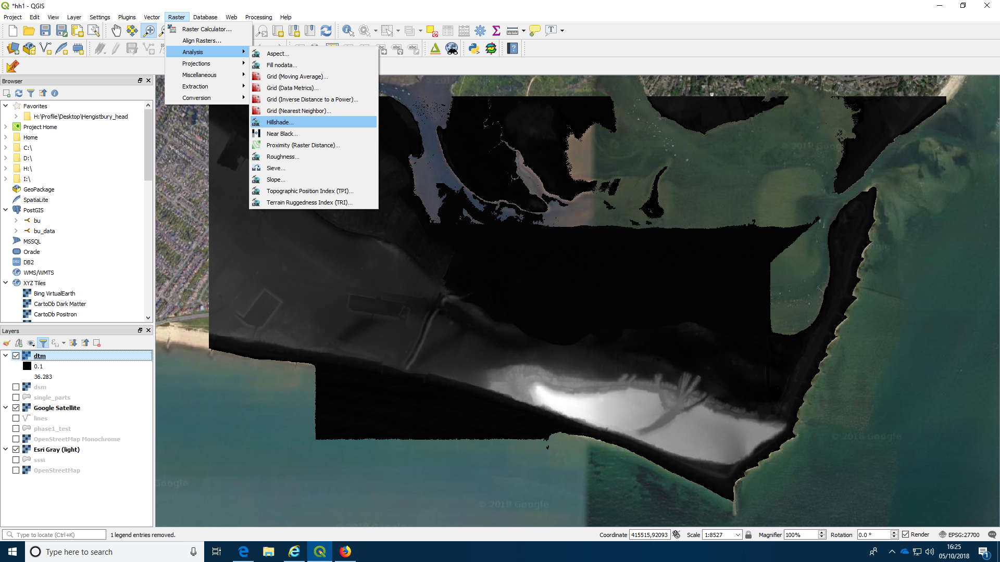 *hh1 - QGIS
Project Edit View Layer Settings Plugins Vector Raster Database Web Processing Help
Raster Calculator...
Align Rasters...
Analysis
Projections
Miscellaneous
Extraction
Conversion
Aspect...
Fill nodata...
Grid (Moving Average)...
Grid (Data Metrics)...
Grid (Inverse Distance to a Power)...
Grid (Nearest Neighbor)...
Hillshade...
Near Black...
Proximity (Raster Distance)...
Roughness...
Sieve...
Slope...
Topographic Position Index (TPI)...
Terrain Ruggedness Index (TRI)...
Browser
Favorites
H:\Profile\Desktop\Hengistbury_head
Project Home
Home
C:\
D:\
H:\
I:\
GeoPackage
SpatiaLite
PostGIS
bu
bu_data
MSSQL
Oracle
DB2
WMS/WMTS
XYZ Tiles
Bing VirtualEarth
CartoDb Dark Matter
CartoDb Positron
Layers
dtm
0.1
36.283
dsm
single_parts
Google Satellite
lines
phase1_test
OpenStreetMap Monochrome
Esri Gray (light)
sssi
OpenStreetMap
Google
© 2018 Google
© 2018 Google
Type to locate (Ctrl+K) 1 legend entries removed. Coordinate 415515,92093 Scale 1:8527 Magnifier 100% Rotation 0.0 ° Render EPSG:27700
Type here to search
16:25
05/10/2018
1